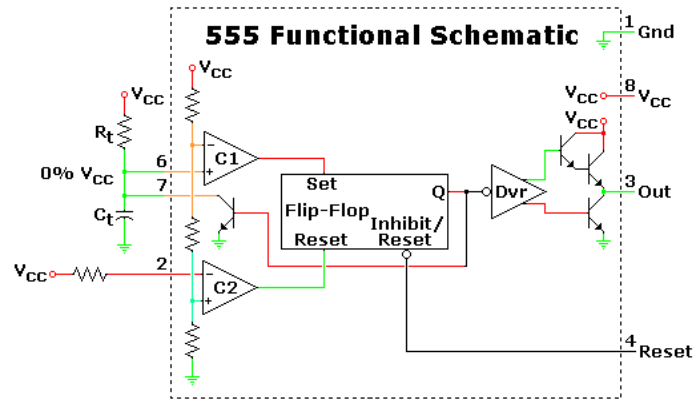 555 Functional Schematic
1 Gnd
VCC
VCC
8 VCC
VCC
Rt
C1
6
0% VCC
7
Set
Q
Dvr
3 Out
Ct
Flip-Flop
Inhibit/
Reset
Reset
VCC
2
C2
4 Reset